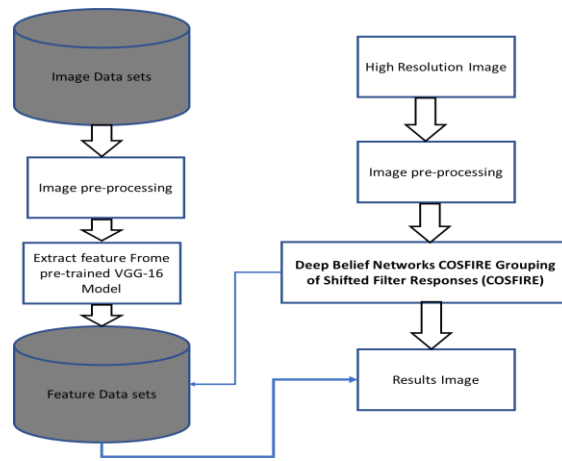 Image Data sets
Image pre-processing
Extract feature Frome
pre-trained VGG-16
Model
Feature Data sets
High Resolution Image
Image pre-processing
Deep Belief Networks COSFIRE Grouping
of Shifted Filter Responses (COSFIRE)
Results Image